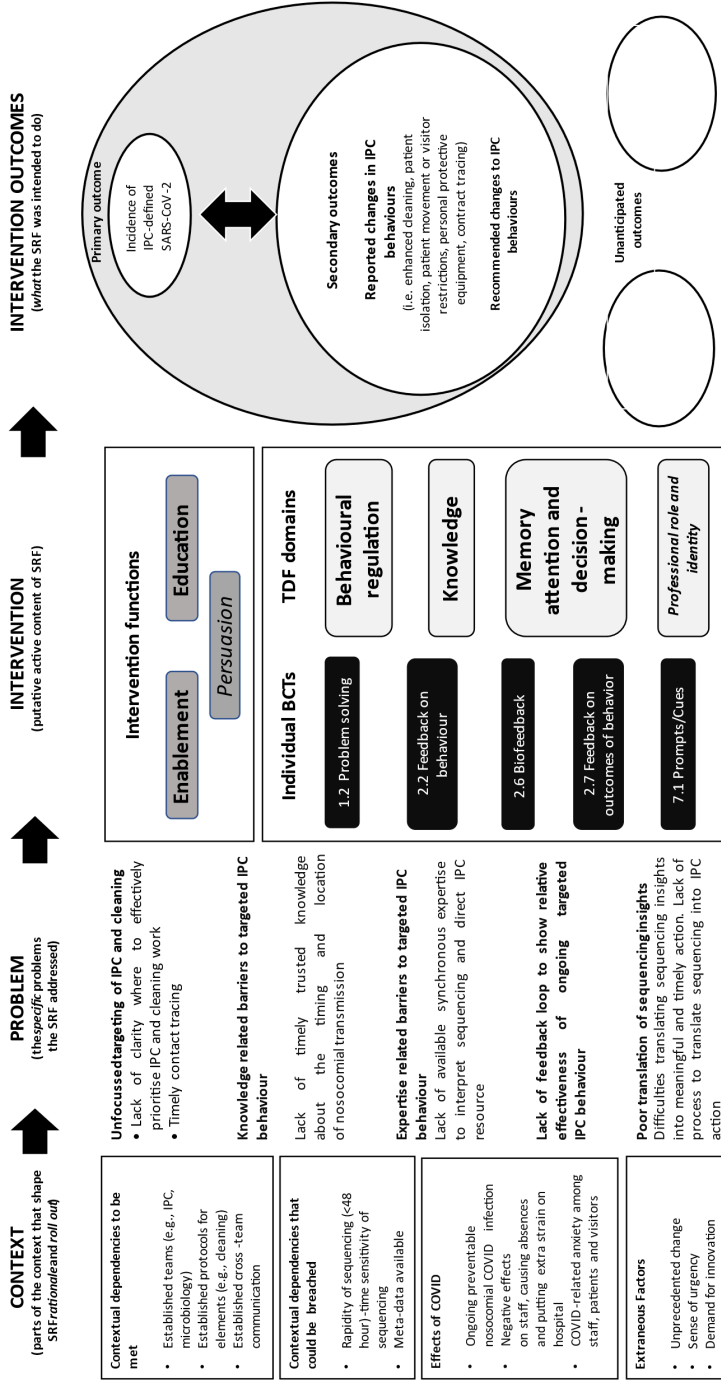 CONTEXT
(parts of the context that shape
SRFrationaleand roll out)
Contextual dependencies to be
met
• Established teams (e.g., IPC,
microbiology)
• Established protocols for
elements (e.g., cleaning)
• Established cross -team
communication
Contextual dependencies that
could be breached
• Rapidity of sequencing (<48
hour) -time sensitivity of
sequencing
• Meta-data available
Effects of COVID
• Ongoing preventable
nosocomial COVID infection
• Negative effects
on staff, causing absences
and putting extra strain on
hospital
• COVID-related anxiety among
staff, patients and visitors
Extraneous Factors
• Unprecedented change
• Sense of urgency
• Demand for innovation
PROBLEM
(thespecific problems
the SRF addressed)
Unfocussedtargeting of IPC and cleaning
• Lack of clarity where to effectively
prioritise IPC and cleaning work
• Timely contact tracing
Knowledge related barriers to targeted IPC
behaviour
Lack of timely trusted knowledge
about the timing and location
of nosocomial transmission
Expertise related barriers to targeted IPC
behaviour
Lack of available synchronous expertise
to interpret sequencing and direct IPC
resource
Lack of feedback loop to show relative
effectiveness of ongoing targeted
IPC behaviour
Poor translation of sequencinginsights
Difficulties translating sequencing insights
into meaningful and timely action. Lack of
process to translate sequencing into IPC
action
INTERVENTION
(putative active content of SRF)
Intervention functions
Enablement
Education
Persuasion
Individual BCTs
1.2 Problem solving
2.2 Feedback on
behaviour
2.6 Biofeedback
2.7 Feedback on
outcomes of behavior
7.1 Prompts/Cues
TDF domains
Behavioural
regulation
Knowledge
Memory
attention and
decision -
making
Professional role and
identity
INTERVENTION OUTCOMES
(what the SRF was intended to do)
Primary outcome
Incidence of
IPC-defined
SARS-CoV -2
Secondary outcomes
Reported changes in IPC
behaviours
(i.e. enhanced cleaning, patient
isolation, patient movement or visitor
restrictions, personal protective
equipment, contract tracing)
Recommended changes to IPC
behaviours
Unanticipated
outcomes